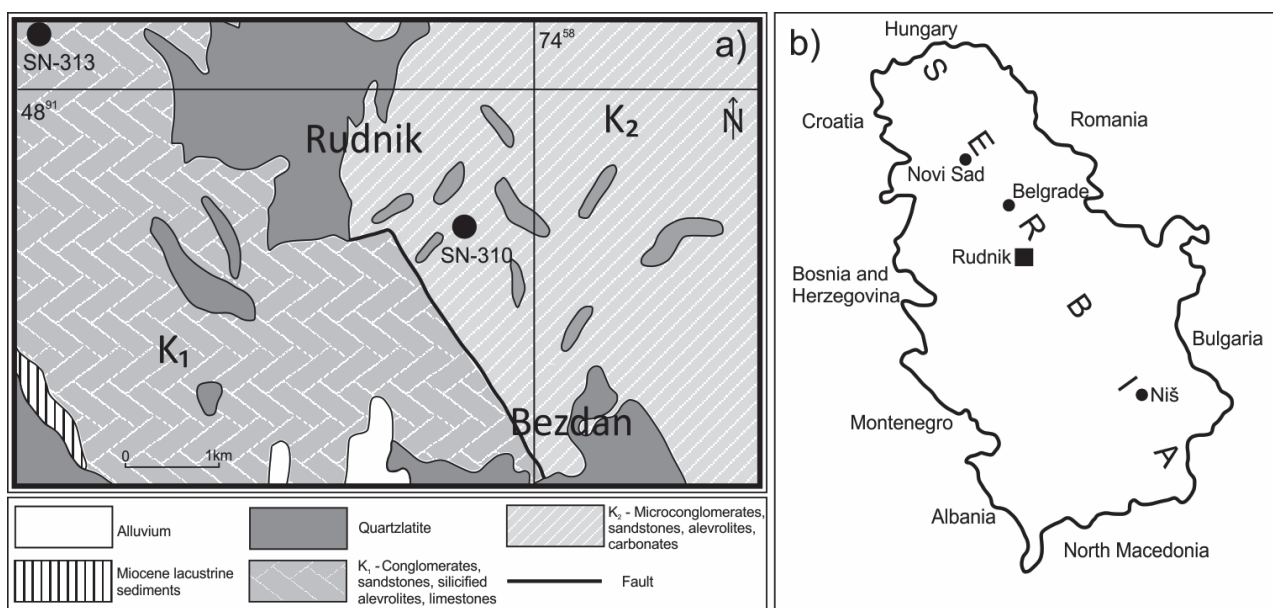 a)
SN-313
74⁵⁸
48⁹¹
N
Rudnik
K₂
SN-310
K₁
Bezdan
0 1km
Alluvium
Quartzlatite
K₂ - Microconglomerates,
sandstones, alevrolites,
carbonates
Miocene lacustrine
sediments
K₁ - Conglomerates,
sandstones, silicified
alevrolites, limestones
Fault
b)
Hungary
Croatia
Romania
S E R B I A
Novi Sad
Belgrade
Rudnik
Bosnia and
Herzegovina
Bulgaria
Niš
Montenegro
Albania
North Macedonia